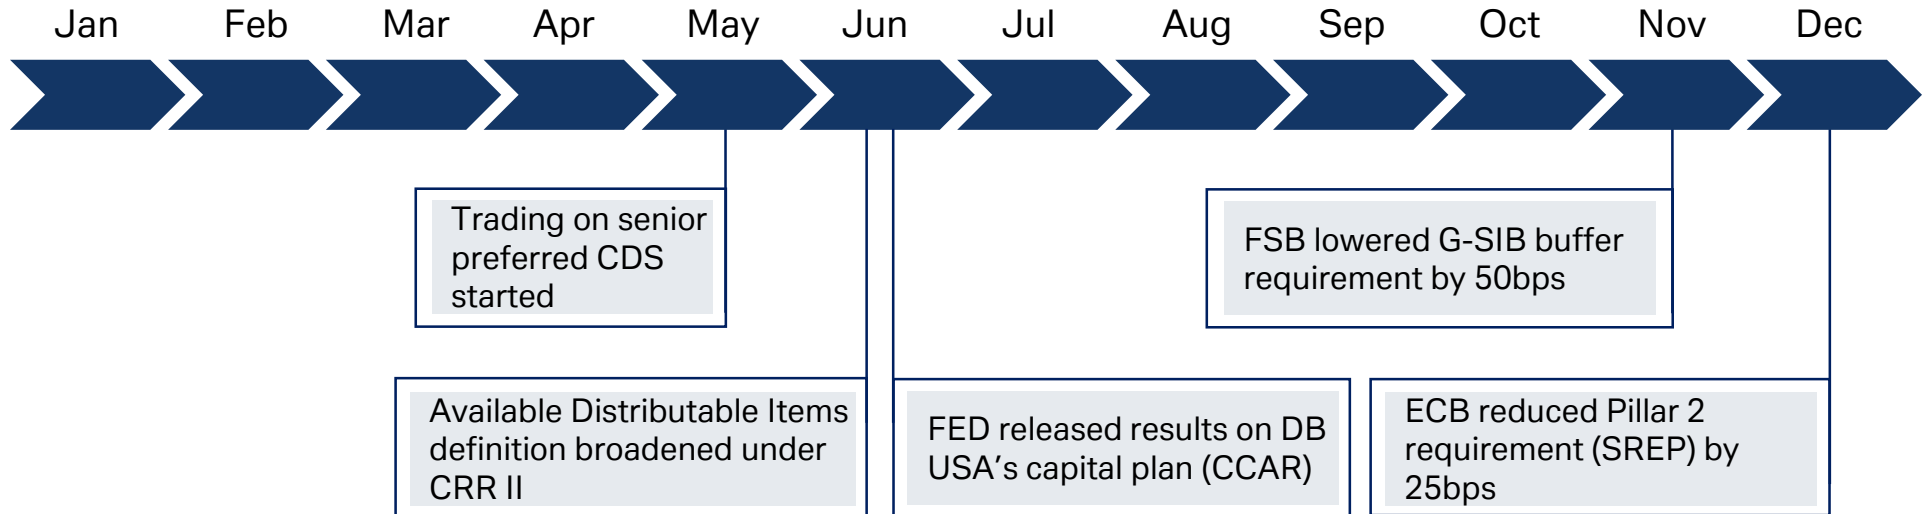 Jan Feb Mar Apr May Jun Jul Aug Sep Oct Nov Dec
Trading on senior
preferred CDS
started
FSB lowered G-SIB buffer
requirement by 50bps
Available Distributable Items
definition broadened under
CRR II
FED released results on DB
USA’s capital plan (CCAR)
ECB reduced Pillar 2
requirement (SREP) by
25bps